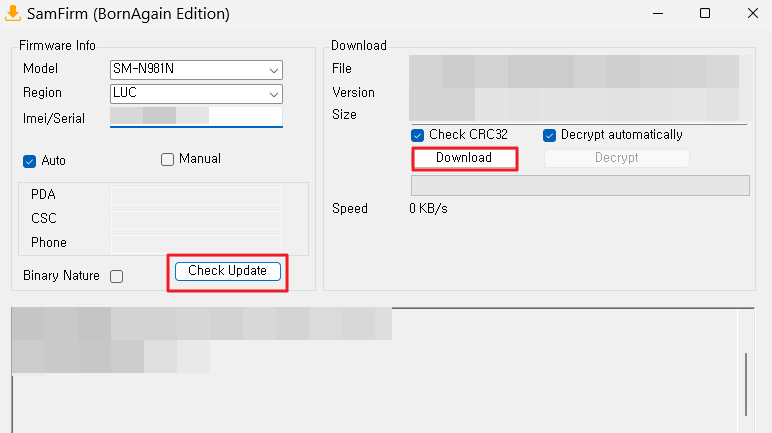 SamFirm (BornAgain Edition)
Firmware Info
Model SM-N981N
Region LUC
Imei/Serial
Auto Manual
PDA
CSC
Phone
Binary Nature Check Update
Download
File
Version
Size
Check CRC32 Decrypt automatically
Download Decrypt
Speed 0 KB/s